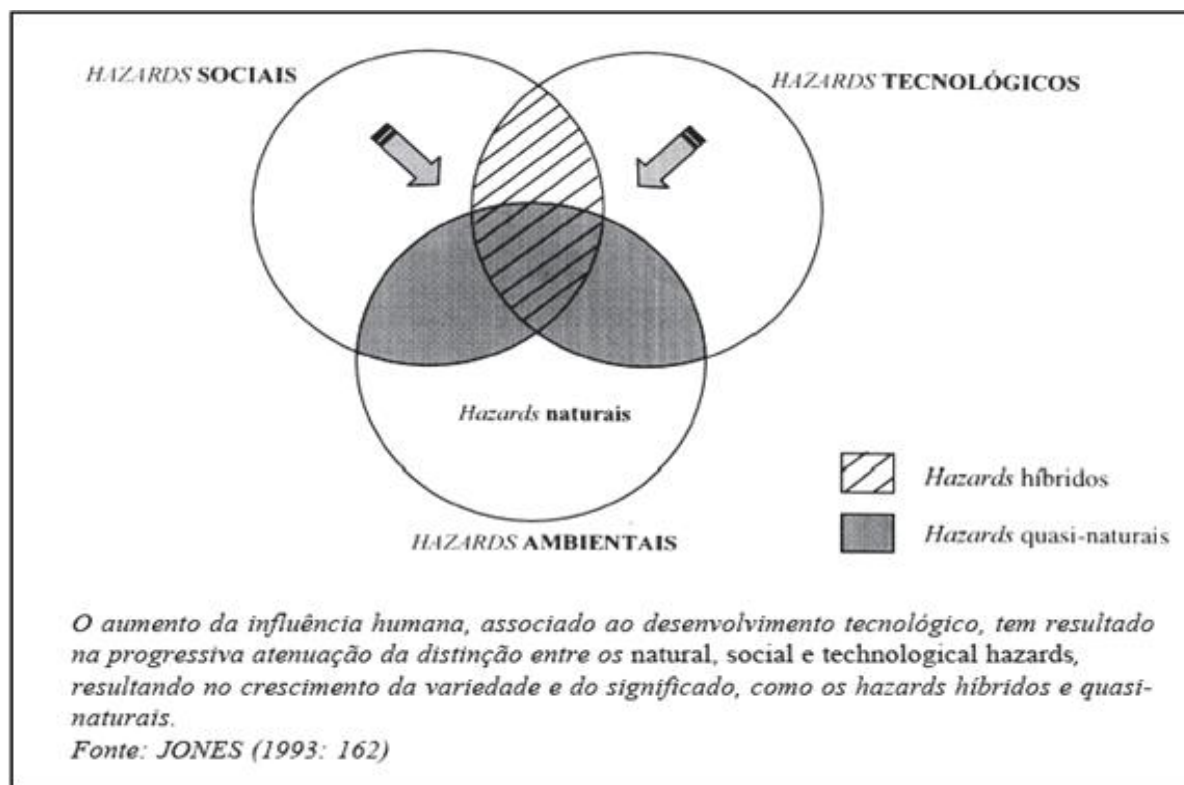 HAZARDS SOCIAIS
HAZARDS TECNOLÓGICOS
Hazards naturais
HAZARDS AMBIENTAIS
Hazards híbridos
Hazards quasi-naturais
O aumento da influência humana, associado ao desenvolvimento tecnológico, tem resultado
na progressiva atenuação da distinção entre os natural, social e technological hazards,
resultando no crescimento da variedade e do significado, como os hazards híbridos e quasi-
naturais.
Fonte: JONES (1993: 162)